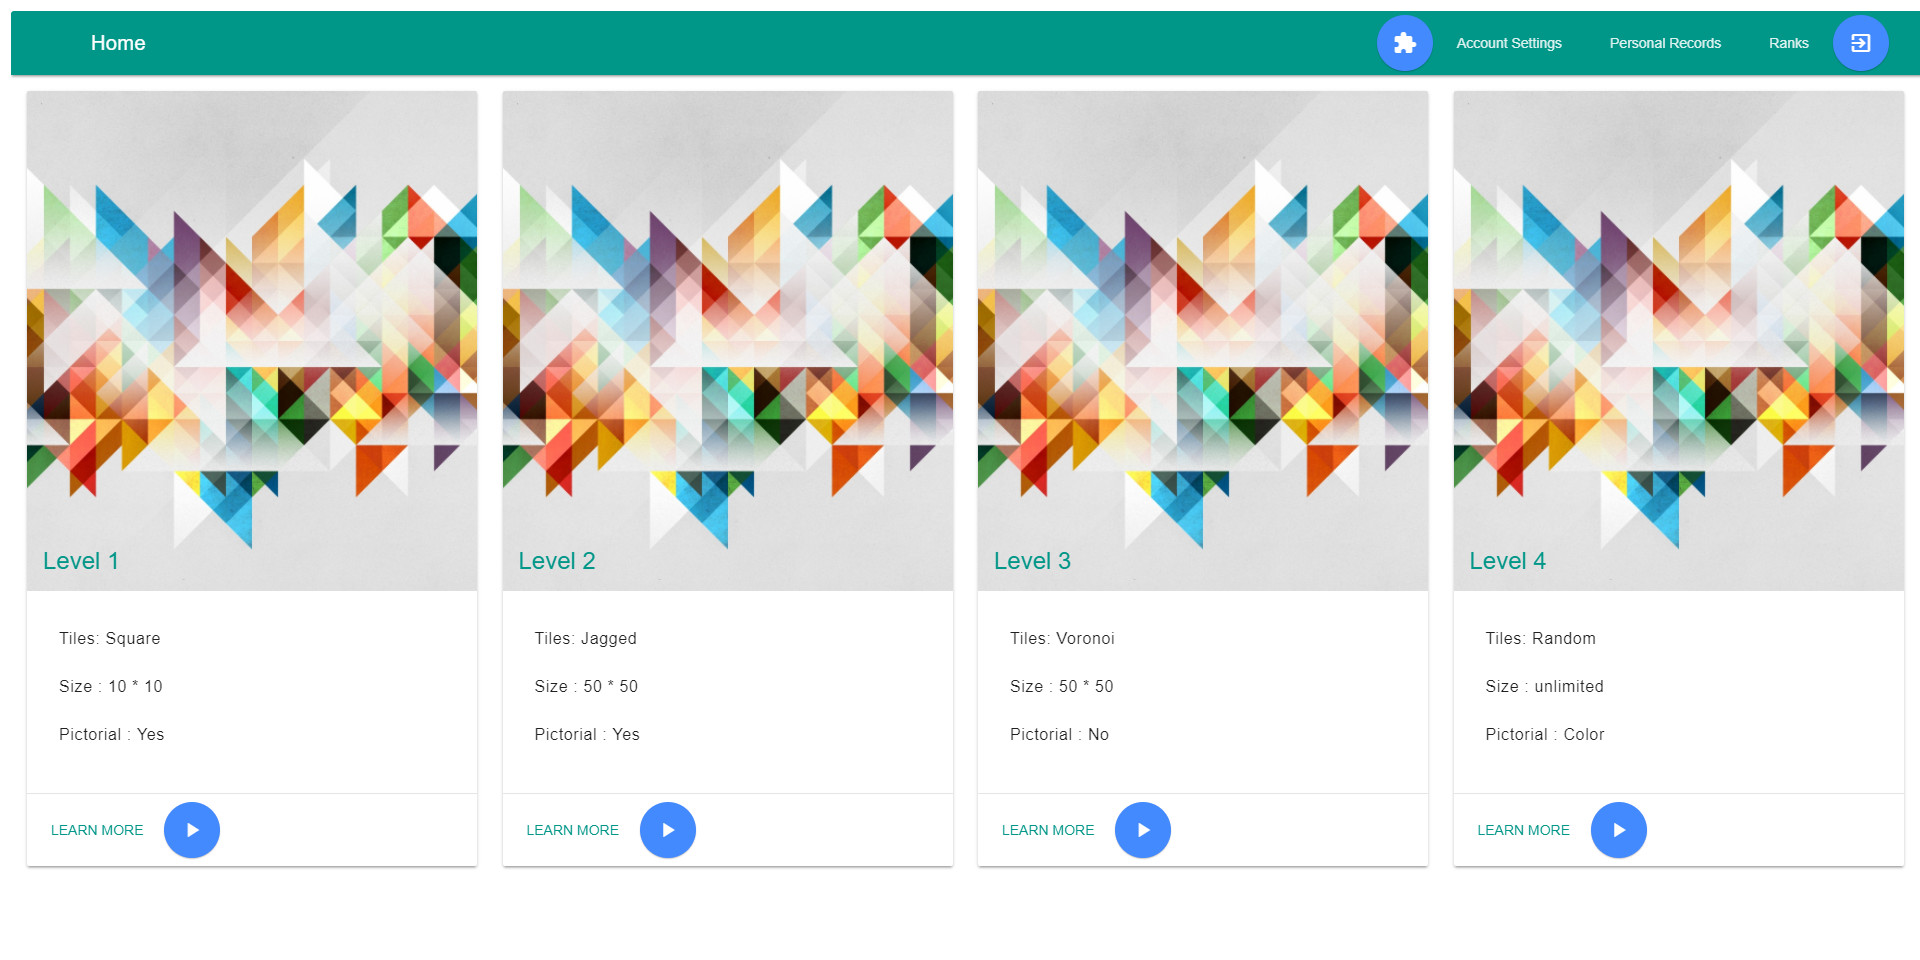 Home
Account Settings
Personal Records
Ranks
Level 1
Tiles: Square
Size : 10 * 10
Pictorial : Yes
LEARN MORE
Level 2
Tiles: Jagged
Size : 50 * 50
Pictorial : Yes
LEARN MORE
Level 3
Tiles: Voronoi
Size : 50 * 50
Pictorial : No
LEARN MORE
Level 4
Tiles: Random
Size : unlimited
Pictorial : Color
LEARN MORE